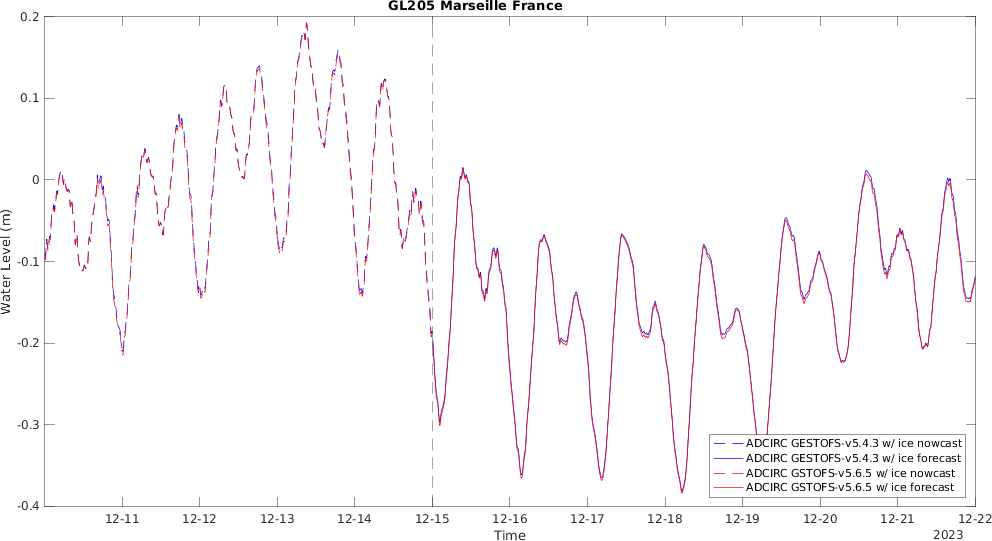 GL205 Marseille France
Water Level (m)
0.2
0.1
0
-0.1
-0.2
-0.3
-0.4
ADCIRC GESTOFS-v5.4.3 w/ ice nowcast
ADCIRC GESTOFS-v5.4.3 w/ ice forecast
ADCIRC GSTOFS-v5.6.5 w/ ice nowcast
ADCIRC GSTOFS-v5.6.5 w/ ice forecast
12-11 12-12 12-13 12-14 12-15 12-16 12-17 12-18 12-19 12-20 12-21 12-22
Time
2023